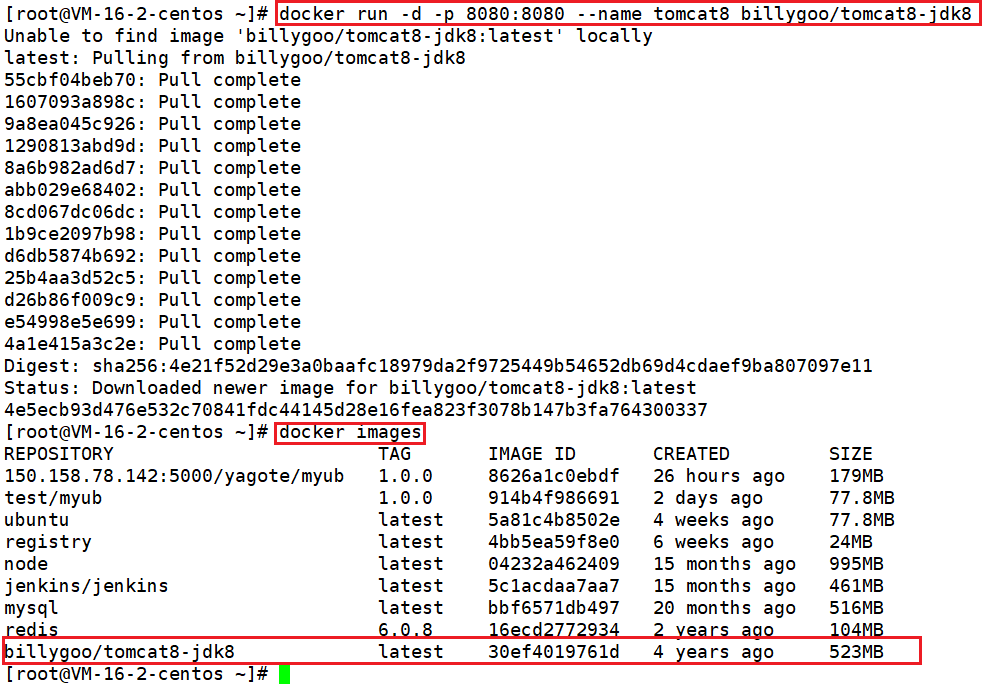 [root@VM-16-2-centos ~]# docker run -d -p 8080:8080 --name tomcat8 billygoo/tomcat8-jdk8
Unable to find image 'billygoo/tomcat8-jdk8:latest' locally
latest: Pulling from billygoo/tomcat8-jdk8
55cbf04beb70: Pull complete
1607093a898c: Pull complete
9a8ea045c926: Pull complete
1290813abd9d: Pull complete
8a6b982ad6d7: Pull complete
abb029e68402: Pull complete
8cd067dc06dc: Pull complete
1b9ce2097b98: Pull complete
d6db5874b692: Pull complete
25b4aa3d52c5: Pull complete
d26b86f009c9: Pull complete
e54998e5e699: Pull complete
4a1e415a3c2e: Pull complete
Digest: sha256:4e21f52d29e3a0baafc18979da2f9725449b54652db69d4cdaef9ba807097e11
Status: Downloaded newer image for billygoo/tomcat8-jdk8:latest
4e5ecb93d476e532c70841fdc44145d28e16fea823f3078b147b3fa764300337
[root@VM-16-2-centos ~]# docker images
REPOSITORY TAG IMAGE ID CREATED SIZE
150.158.78.142:5000/yagote/myub 1.0.0 8626a1c0ebdf 26 hours ago 179MB
test/myub 1.0.0 914b4f986691 2 days ago 77.8MB
ubuntu latest 5a81c4b8502e 4 weeks ago 77.8MB
registry latest 4bb5ea59f8e0 6 weeks ago 24MB
node latest 04232a462409 15 months ago 995MB
jenkins/jenkins latest 5c1acdaa7aa7 15 months ago 461MB
mysql latest bbf6571db497 20 months ago 516MB
redis 6.0.8 16ecd2772934 2 years ago 104MB
billygoo/tomcat8-jdk8 latest 30ef4019761d 4 years ago 523MB
[root@VM-16-2-centos ~]#